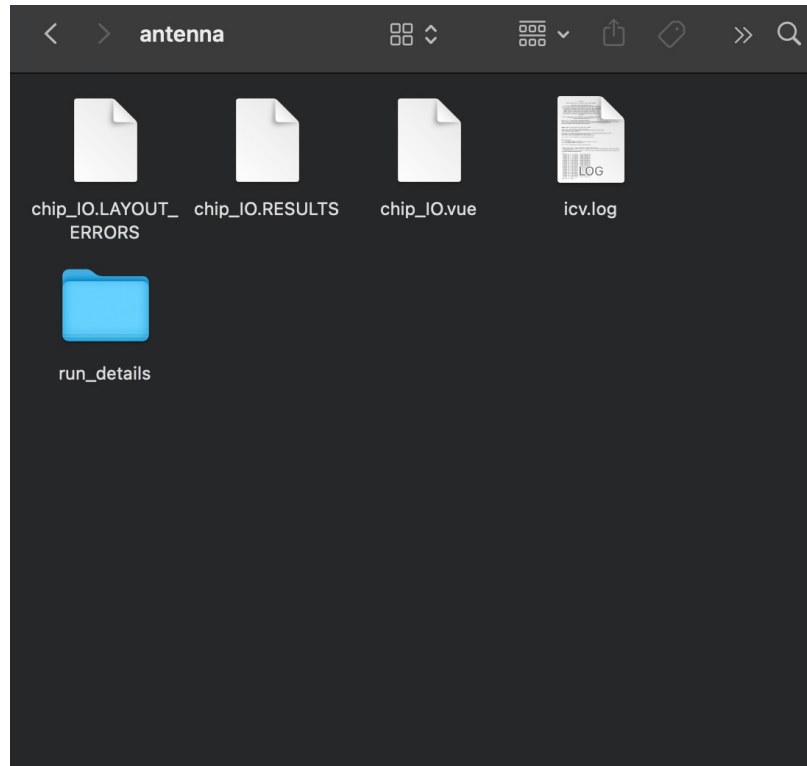 antenna
chip_IO.LAYOUT_
ERRORS
chip_IO.RESULTS
chip_IO.vue
LOG
icv.log
run_details